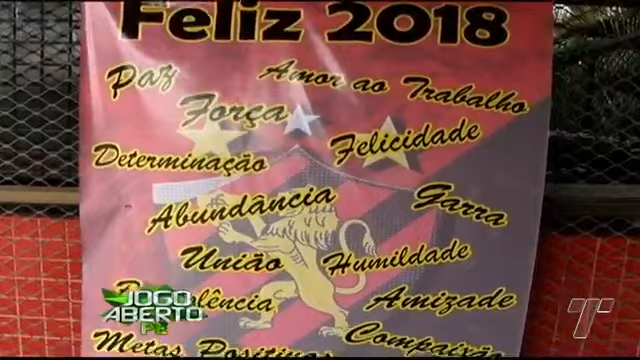 Feliz 2018
Paz
Amor ao Trabalho
Força
Felicidade
Determinação
Abundância
Garra
União
Humildade
Amizade
Metas Positivas
Compaixão
JOGO
ABERTO
PE